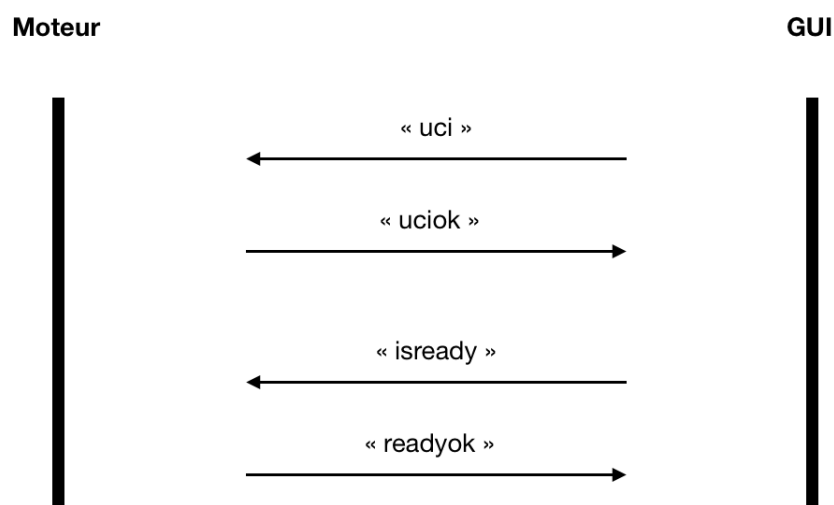 Moteur
GUI
« uci »
« uciok »
« isready »
« readyok »